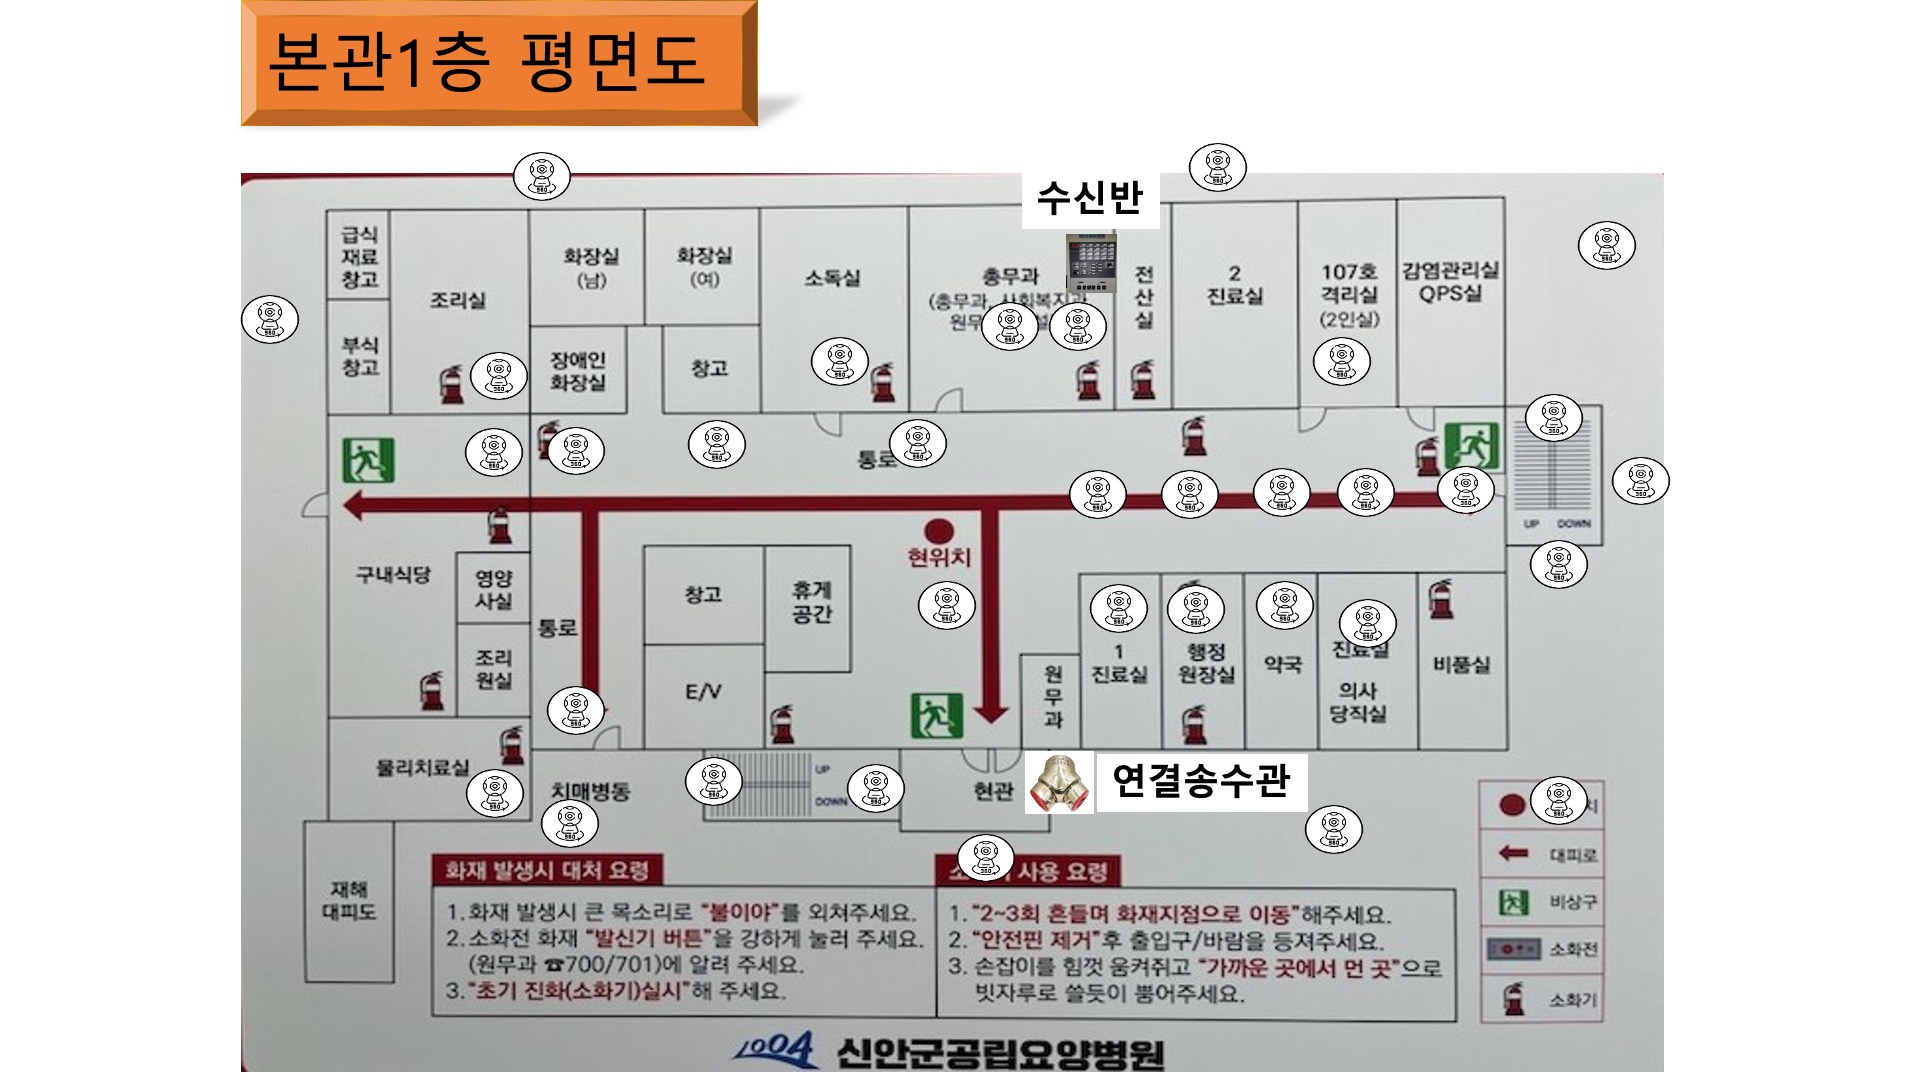 본관1층 평면도
수신반
급식
재료
창고
조리실
화장실
(남)
화장실
(여)
소독실
총무과
(총무과, 사회복지과
원무
전
산
실
2
진료실
107호
격리실
(2인실)
감염관리실
QPS실
부식
창고
장애인
화장실
창고
통로
UP DOWN
현위치
구내식당
영양
사실
창고
휴게
공간
통로
조리
원실
E/V
원
무
과
1
진료실
행정
원장실
약국
진료실
의사
당직실
비품실
물리치료실
치매병동
UP
DOWN
현관
연결송수관
대피로
비상구
소화전
소화기
재해
대피도
화재 발생시 대처 요령
1. 화재 발생시 큰 목소리로 “불이야”를 외쳐주세요.
2. 소화전 화재 “발신기 버튼”을 강하게 눌러 주세요.
(원무과 ☎700/701)에 알려 주세요.
3. “초기 진화(소화기)실시”해 주세요.
사용 요령
1. “2~3회 흔들며 화재지점으로 이동”해주세요.
2. “안전핀 제거”후 출입구/바람을 등져주세요.
3. 손잡이를 힘껏 움켜쥐고 “가까운 곳에서 먼 곳”으로
빗자루로 쓸듯이 뿜어주세요.
1004 신안군공립요양병원